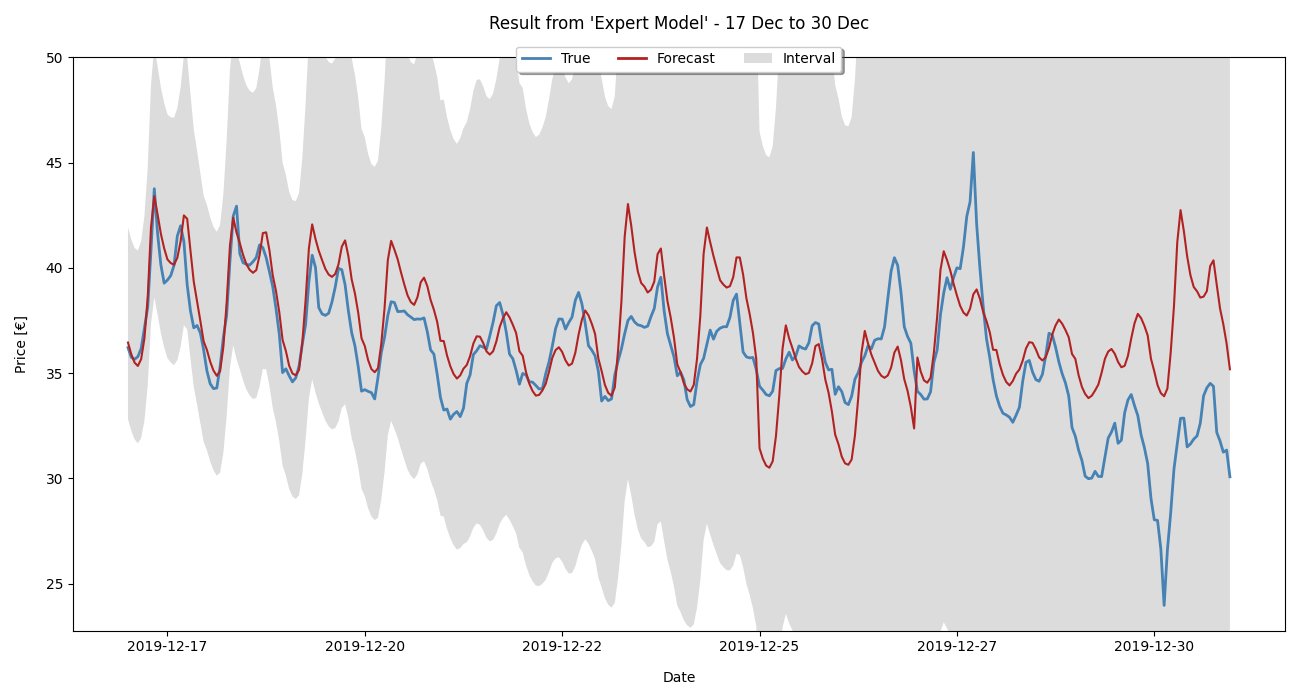 Result from 'Expert Model' - 17 Dec to 30 Dec
True Forecast Interval
50
45
40
35
30
25
Price [€]
2019-12-17 2019-12-20 2019-12-22 2019-12-25 2019-12-27 2019-12-30
Date